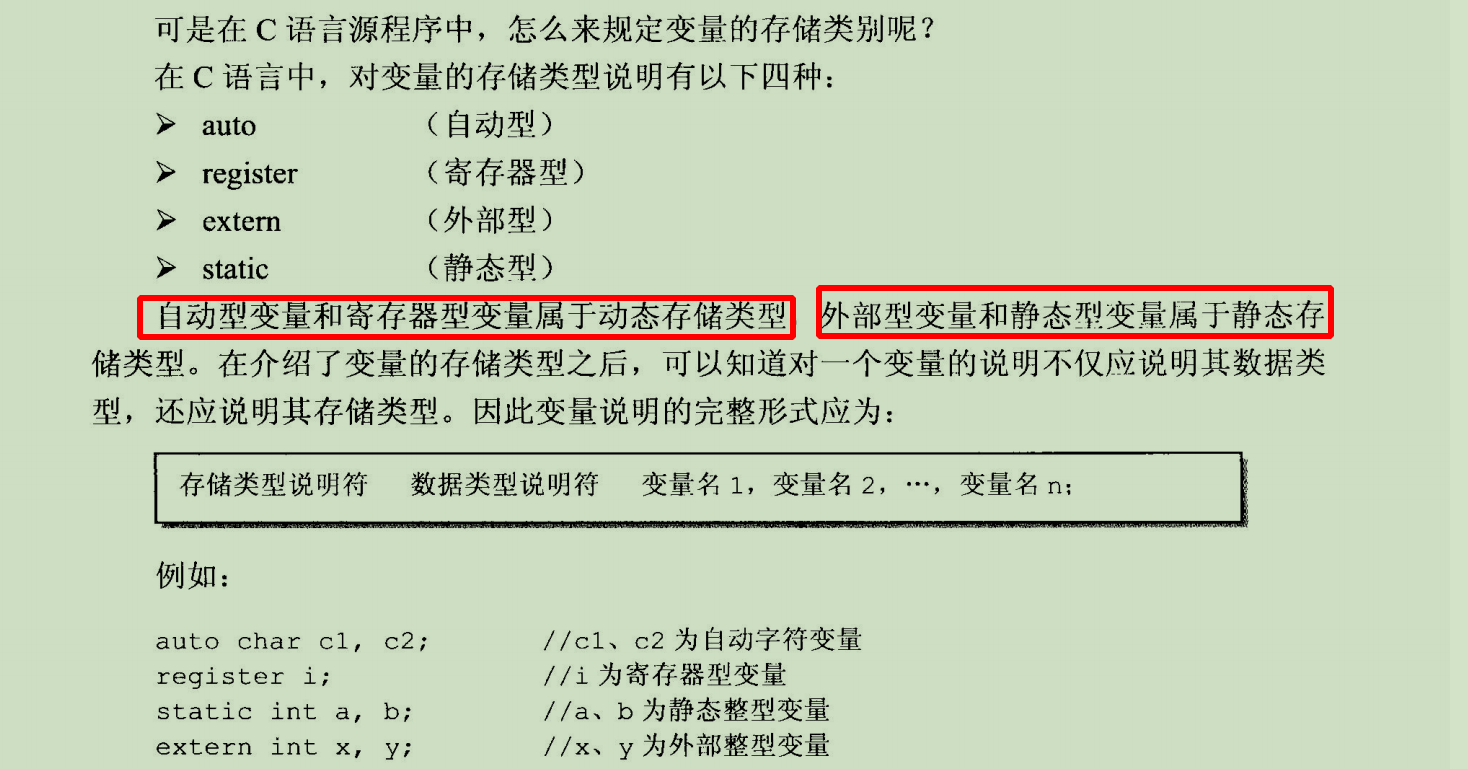 可是在 C 语言源程序中，怎么来规定变量的存储类别呢？
在 C 语言中，对变量的存储类型说明有以下四种：
➢ auto （自动型）
➢ register （寄存器型）
➢ extern （外部型）
➢ static （静态型）
自动型变量和寄存器型变量属于动态存储类型 外部型变量和静态型变量属于静态存
储类型。在介绍了变量的存储类型之后，可以知道对一个变量的说明不仅应说明其数据类
型，还应说明其存储类型。因此变量说明的完整形式应为：
存储类型说明符 数据类型说明符 变量名 1，变量名 2，…，变量名 n;
例如：
auto char c1, c2; //c1、c2 为自动字符变量
register i; //i 为寄存器型变量
static int a, b; //a、b 为静态整型变量
extern int x, y; //x、y 为外部整型变量